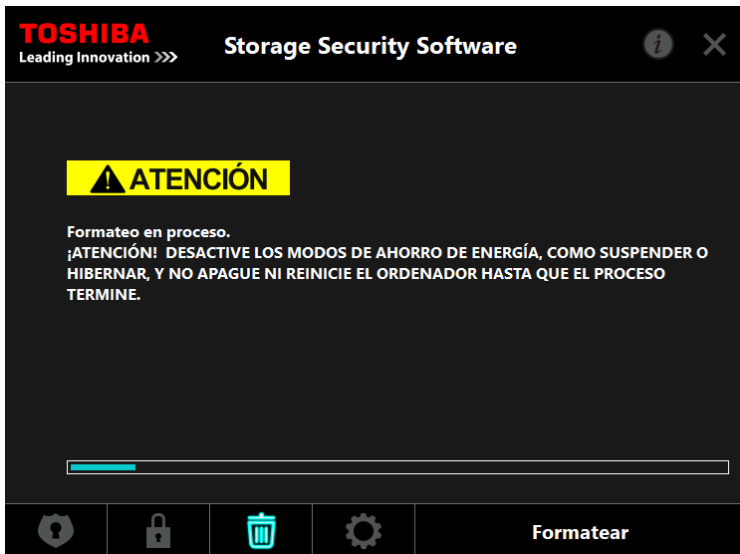 TOSHIBA
Leading Innovation >>>
Storage Security Software
ATENCIÓN
Formateo en proceso.
¡ATENCIÓN! DESACTIVE LOS MODOS DE AHORRO DE ENERGÍA, COMO SUSPENDER O
HIBERNAR, Y NO APAGUE NI REINICIE EL ORDENADOR HASTA QUE EL PROCESO
TERMINE.
Formatear